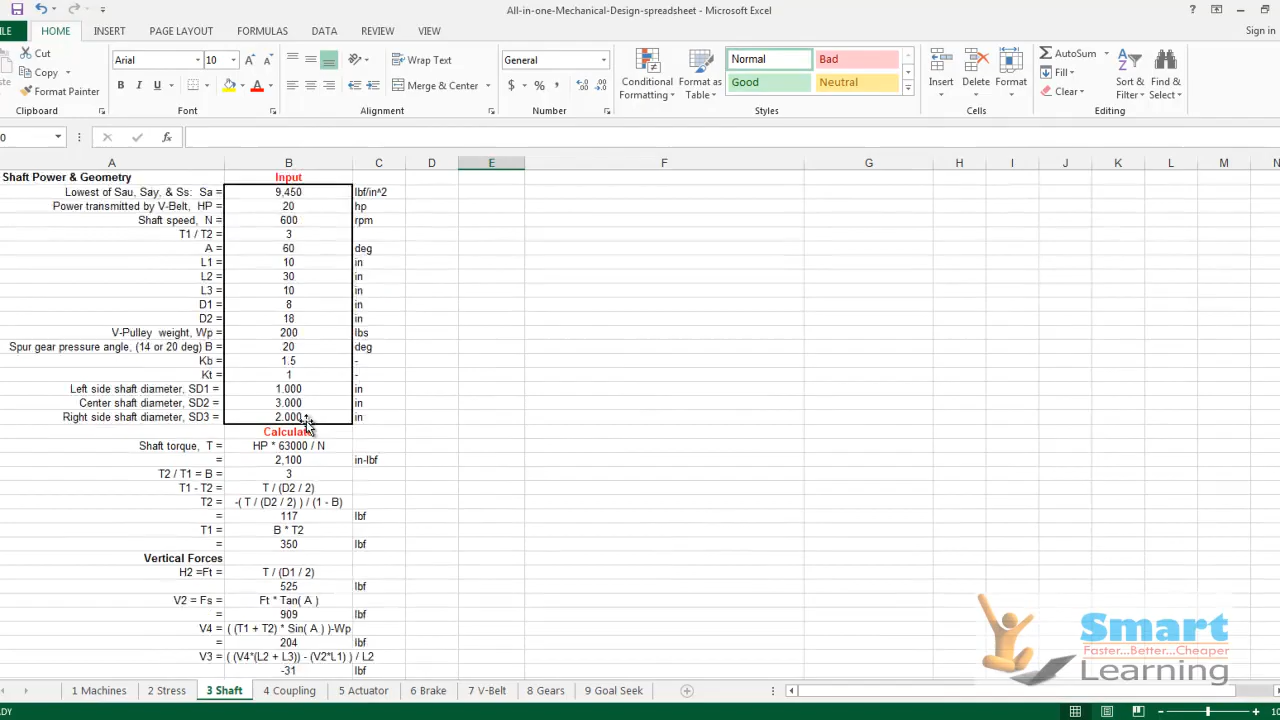 All-in-one-Mechanical-Design-spreadsheet - Microsoft Excel
HOME INSERT PAGE LAYOUT FORMULAS DATA REVIEW VIEW Sign in
Cut
Copy
Format Painter
Clipboard
Arial 10
B I U
Font
Wrap Text
Merge & Center
Alignment
General
$ % ,
Number
Conditional Formatting
Format as Table
Normal Bad
Good Neutral
Styles
Insert Delete Format
Cells
AutoSum
Fill
Clear
Sort & Filter
Find & Select
Editing
fx
A B C D E F G H I J K L M N
Shaft Power & Geometry Input
Lowest of Sau, Say, & Ss: Sa = 9,450 lbf/in^2
Power transmitted by V-Belt, HP = 20 hp
Shaft speed, N = 600 rpm
T1 / T2 = 3
A = 60 deg
L1 = 10 in
L2 = 30 in
L3 = 10 in
D1 = 8 in
D2 = 18 in
V-Pulley weight, Wp = 200 lbs
Spur gear pressure angle, (14 or 20 deg) B = 20 deg
Kb = 1.5 -
Kt = 1 -
Left side shaft diameter, SD1 = 1.000 in
Center shaft diameter, SD2 = 3.000 in
Right side shaft diameter, SD3 = 2.000 in
Shaft torque, T = HP * 63000 / N
= 2,100 in-lbf
T2 / T1 = B = 3
T1 - T2 = T / (D2 / 2)
T2 = -( T / (D2 / 2) ) / (1 - B)
= 117 lbf
T1 = B * T2
= 350 lbf
Vertical Forces
H2 =Ft = T / (D1 / 2)
525 lbf
V2 = Fs = Ft * Tan( A )
= 909 lbf
V4 = ( (T1 + T2) * Sin( A ) )-Wp
= 204 lbf
V3 = ( (V4*(L2 + L3)) - (V2*L1) ) / L2
= -31 lbf
Smart
Faster...Better...Cheaper
Learning
1 Machines 2 Stress 3 Shaft 4 Coupling 5 Actuator 6 Brake 7 V-Belt 8 Gears 9 Goal Seek